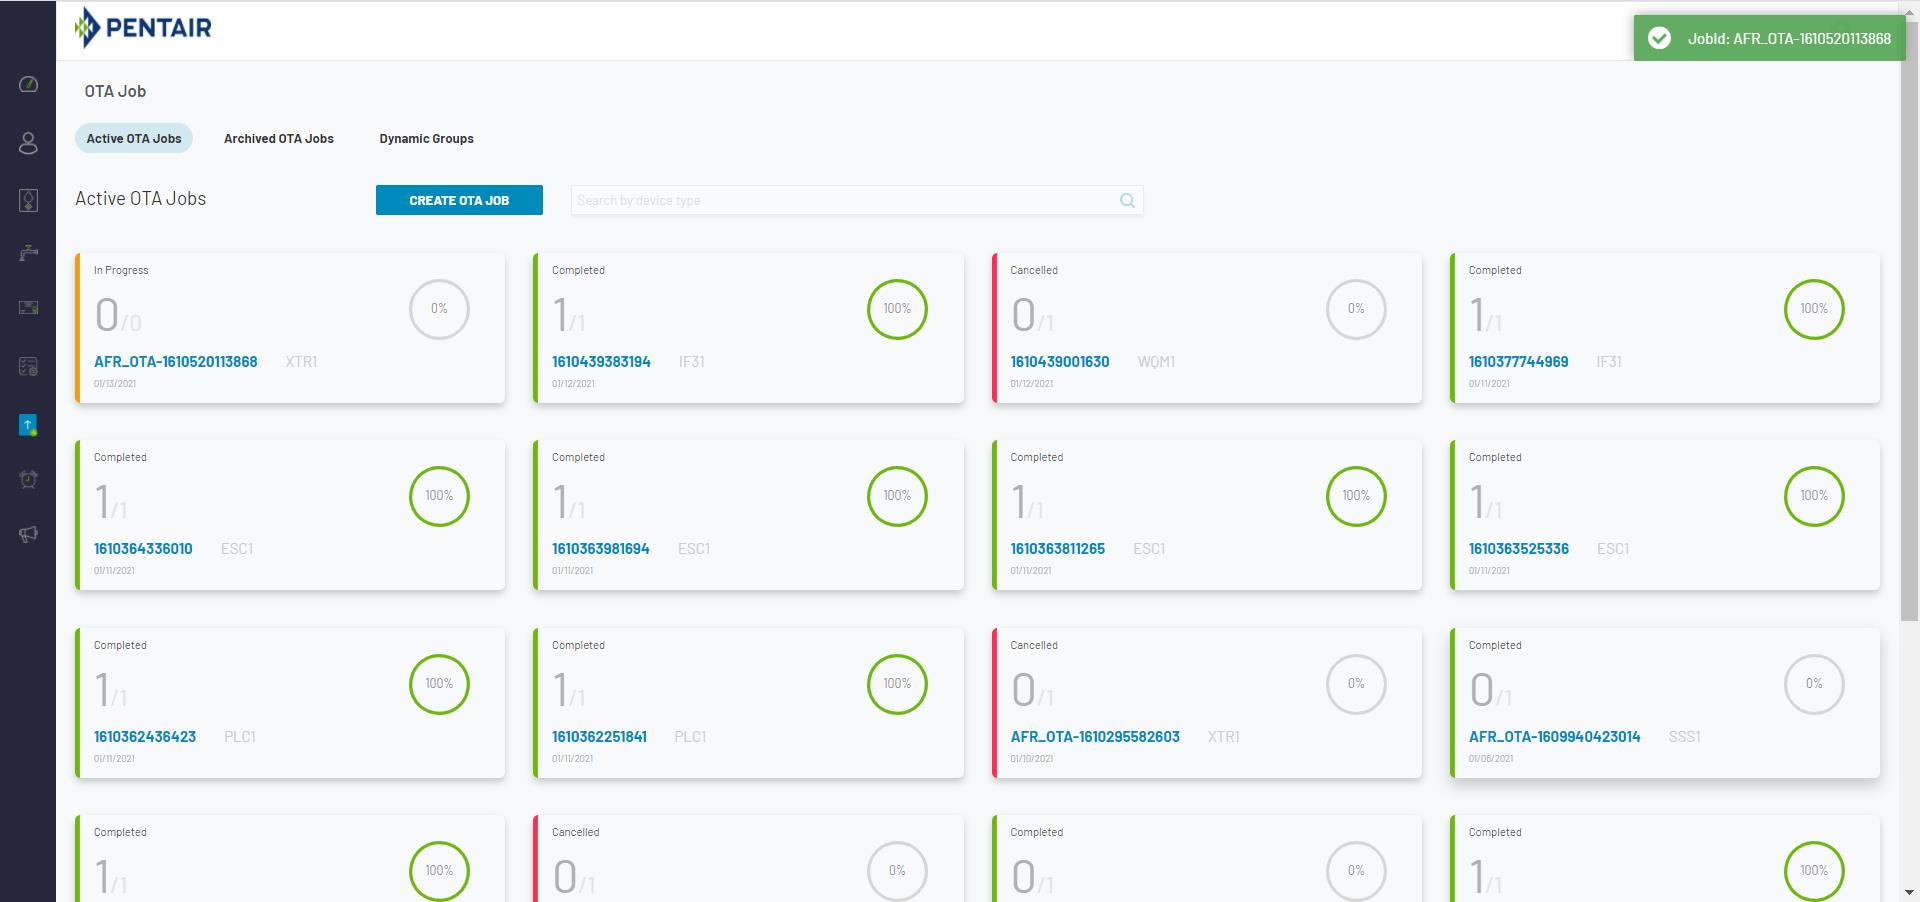 PENTAIR
JobId: AFR_OTA-1610520113868
OTA Job
Active OTA Jobs
Archived OTA Jobs
Dynamic Groups
Active OTA Jobs
CREATE OTA JOB
Search by device type
In Progress
0/0
0%
AFR_OTA-1610520113868 XTR1
01/13/2021
Completed
1/1
100%
1610439383194 IF31
01/12/2021
Cancelled
0/1
0%
1610439001630 WQM1
01/12/2021
Completed
1/1
100%
1610377744969 IF31
01/11/2021
Completed
1/1
100%
1610364336010 ESC1
01/11/2021
Completed
1/1
100%
1610363981694 ESC1
01/11/2021
Completed
1/1
100%
1610363811265 ESC1
01/11/2021
Completed
1/1
100%
1610363525336 ESC1
01/11/2021
Completed
1/1
100%
1610362436423 PLC1
01/11/2021
Completed
1/1
100%
1610362251841 PLC1
01/11/2021
Cancelled
0/1
0%
AFR_OTA-1610295582603 XTR1
01/10/2021
Completed
0/1
0%
AFR_OTA-1609940423014 SSS1
01/06/2021
Completed
1/1
100%
Cancelled
0/1
0%
Completed
0/1
0%
Completed
1/1
100%